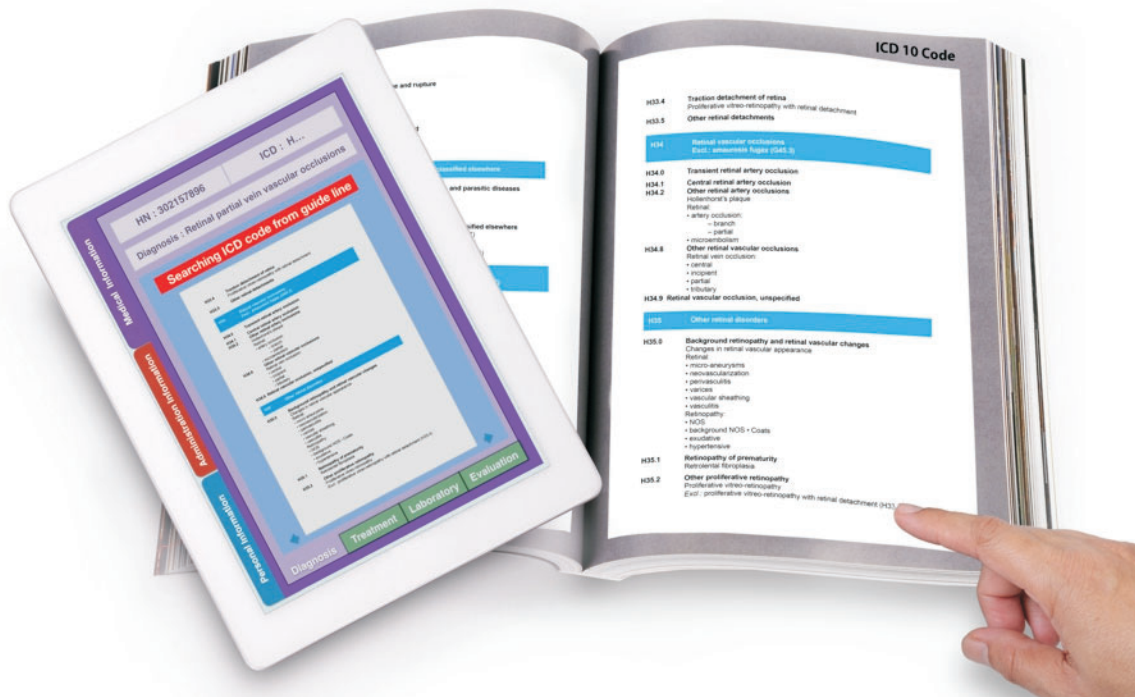 HN : 302157896
ICD : H...
Diagnosis : Retinal partial vein vascular occlusions
Searching ICD code from guide line
Medical Information
Administration Information
Personal Information
Diagnosis
Treatment
Laboratory
Evaluation
and rupture
classified elsewhere
and parasitic diseases
ICD 10 Code
H33.4 Traction detachment of retina
Proliferative vitreo-retinopathy with retinal detachment
H33.5 Other retinal detachments
H34 Retinal vascular occlusions
Excl.: amaurosis fugax (G45.3)
H34.0 Transient retinal artery occlusion
H34.1 Central retinal artery occlusion
H34.2 Other retinal artery occlusions
Hollenhorst's plaque
Retinal:
• artery occlusion:
– branch
– partial
• microembolism
H34.8 Other retinal vascular occlusions
Retinal vein occlusion:
• central
• incipient
• partial
• tributary
H34.9 Retinal vascular occlusion, unspecified
H35 Other retinal disorders
H35.0 Background retinopathy and retinal vascular changes
Changes in retinal vascular appearance
Retinal:
• micro-aneurysms
• neovascularization
• perivasculitis
• varices
• vascular sheathing
• vasculitis
Retinopathy:
• NOS
• background NOS • Coats
• exudative
• hypertensive
H35.1 Retinopathy of prematurity
Retrolental fibroplasia
H35.2 Other proliferative retinopathy
Proliferative vitreo-retinopathy
Excl.: proliferative vitreo-retinopathy with retinal detachment (H33.